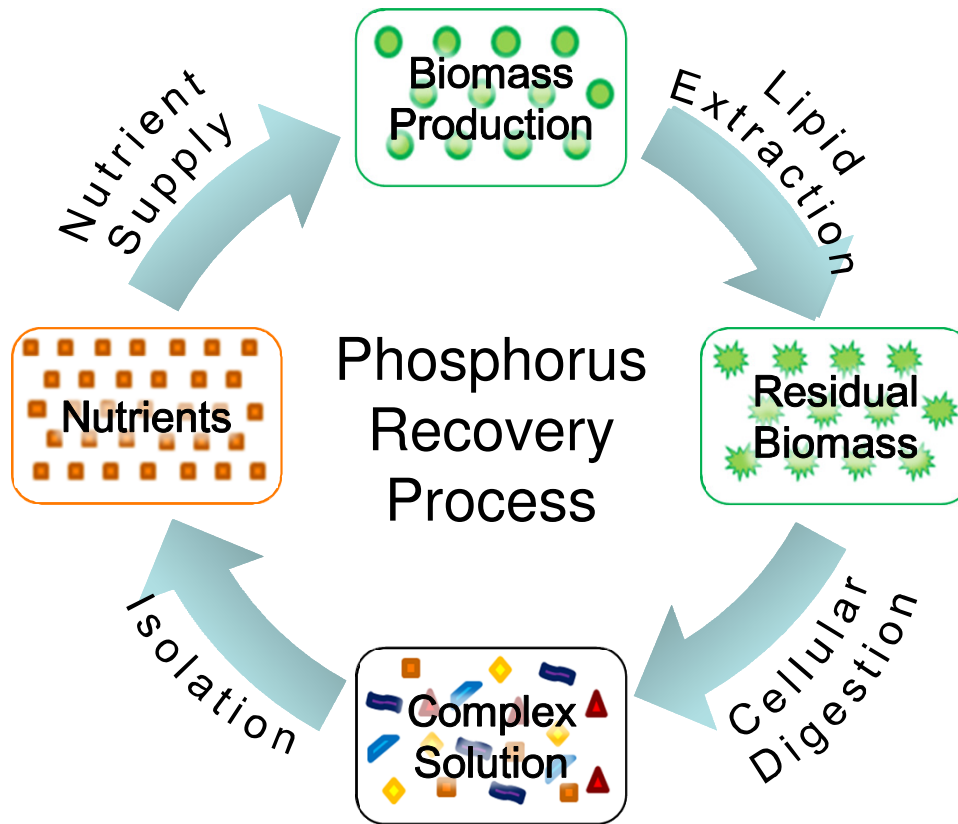 Biomass
Production
Lipid
Extraction
Nutrient
Supply
Phosphorus
Recovery
Process
Nutrients
Residual
Biomass
Isolation
Complex
Solution
Cellular
Digestion